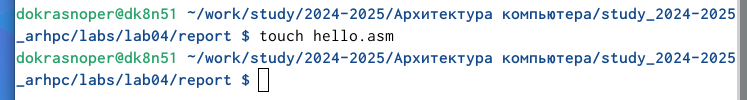 dokrasnoper@dk8n51 ~/work/study/2024-2025/Архитектура компьютера/study_2024-2025
_arhpc/labs/lab04/report $ touch hello.asm
dokrasnoper@dk8n51 ~/work/study/2024-2025/Архитектура компьютера/study_2024-2025
_arhpc/labs/lab04/report $